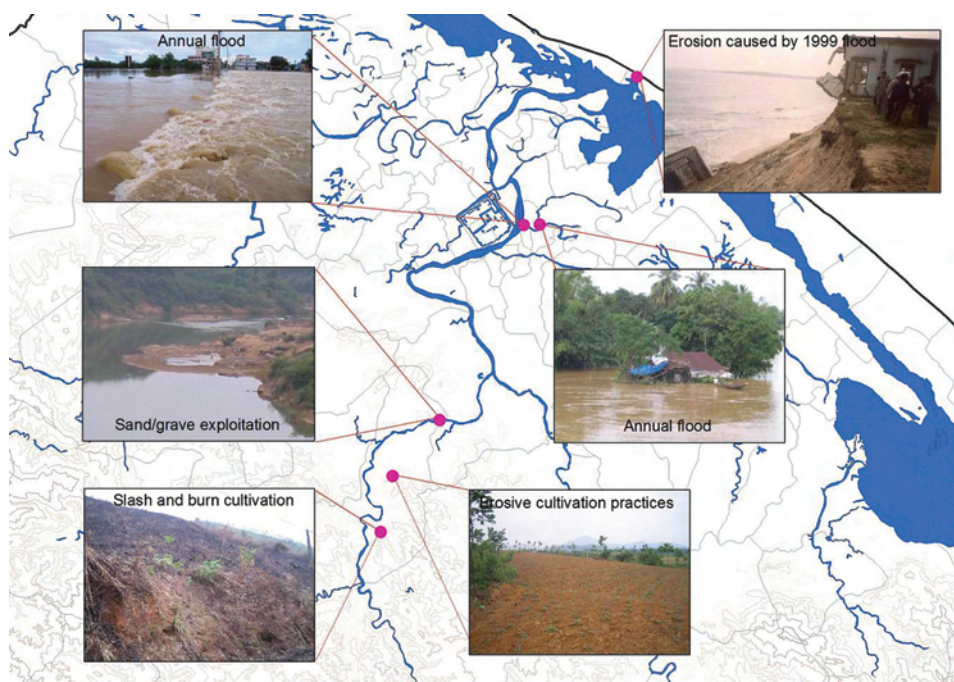 Annual flood
Erosion caused by 1999 flood
Sand/grave exploitation
Annual flood
Slash and burn cultivation
Erosive cultivation practices